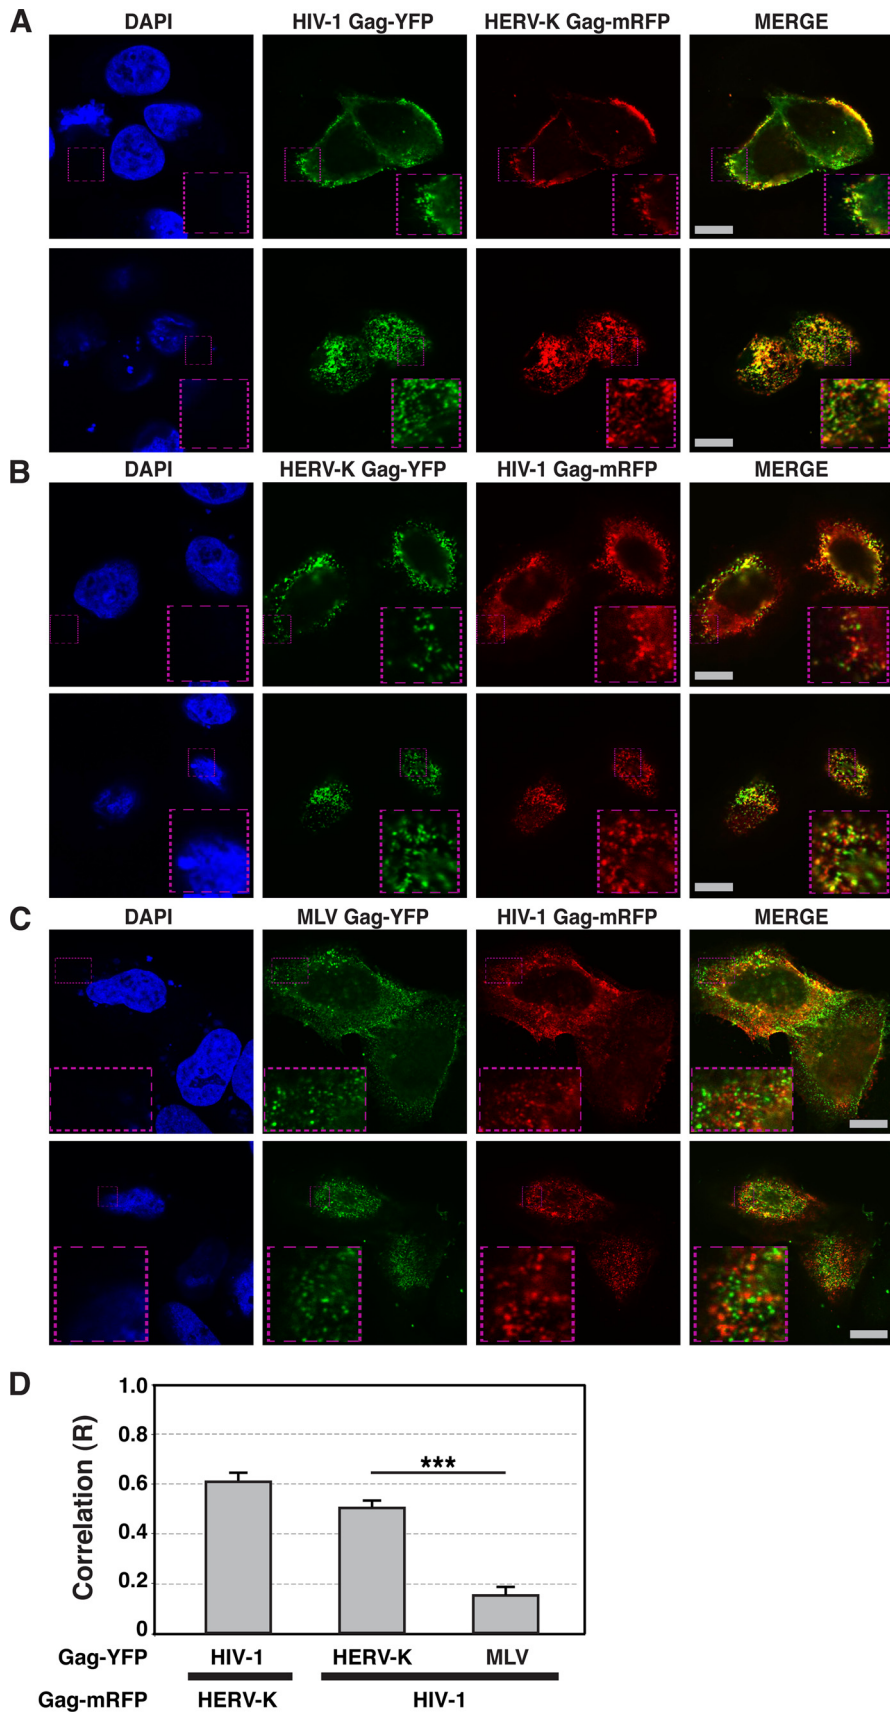 A
DAPI HIV-1 Gag-YFP HERV-K Gag-mRFP MERGE
B
DAPI HERV-K Gag-YFP HIV-1 Gag-mRFP MERGE
C
DAPI MLV Gag-YFP HIV-1 Gag-mRFP MERGE
D
Correlation (R)
1.0
0.8
0.6
0.4
0.2
0
***
Gag-YFP HIV-1 HERV-K MLV
Gag-mRFP HERV-K HIV-1